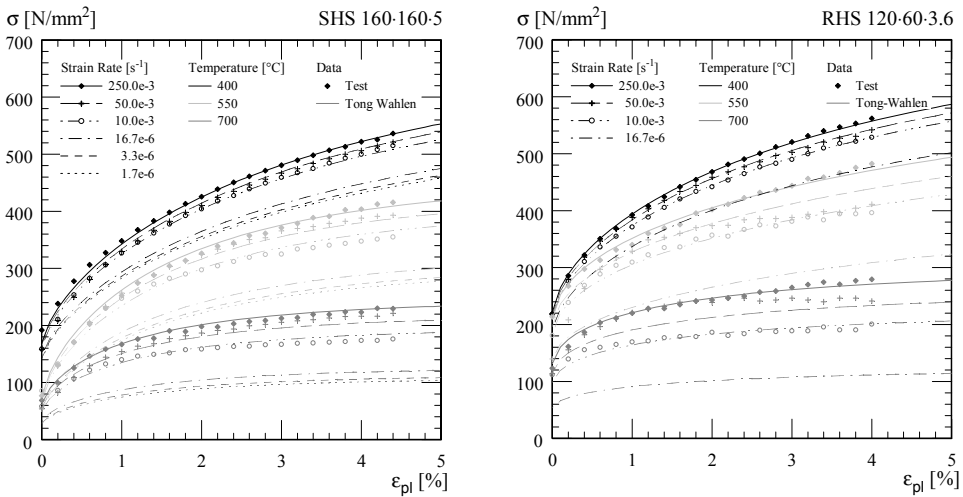 σ [N/mm²] SHS 160·160·5
700
Strain Rate [s⁻¹] Temperature [°C] Data
250.0e-3 400 Test
50.0e-3 550 Tong Wahlen
10.0e-3 700
16.7e-6
3.3e-6
1.7e-6
600
500
400
300
200
100
0
0 1 2 3 4 5
εpl [%]
σ [N/mm²] RHS 120·60·3.6
700
Strain Rate [s⁻¹] Temperature [°C] Data
250.0e-3 400 Test
50.0e-3 550 Tong-Wahlen
10.0e-3 700
16.7e-6
600
500
400
300
200
100
0
0 1 2 3 4 5
εpl [%]